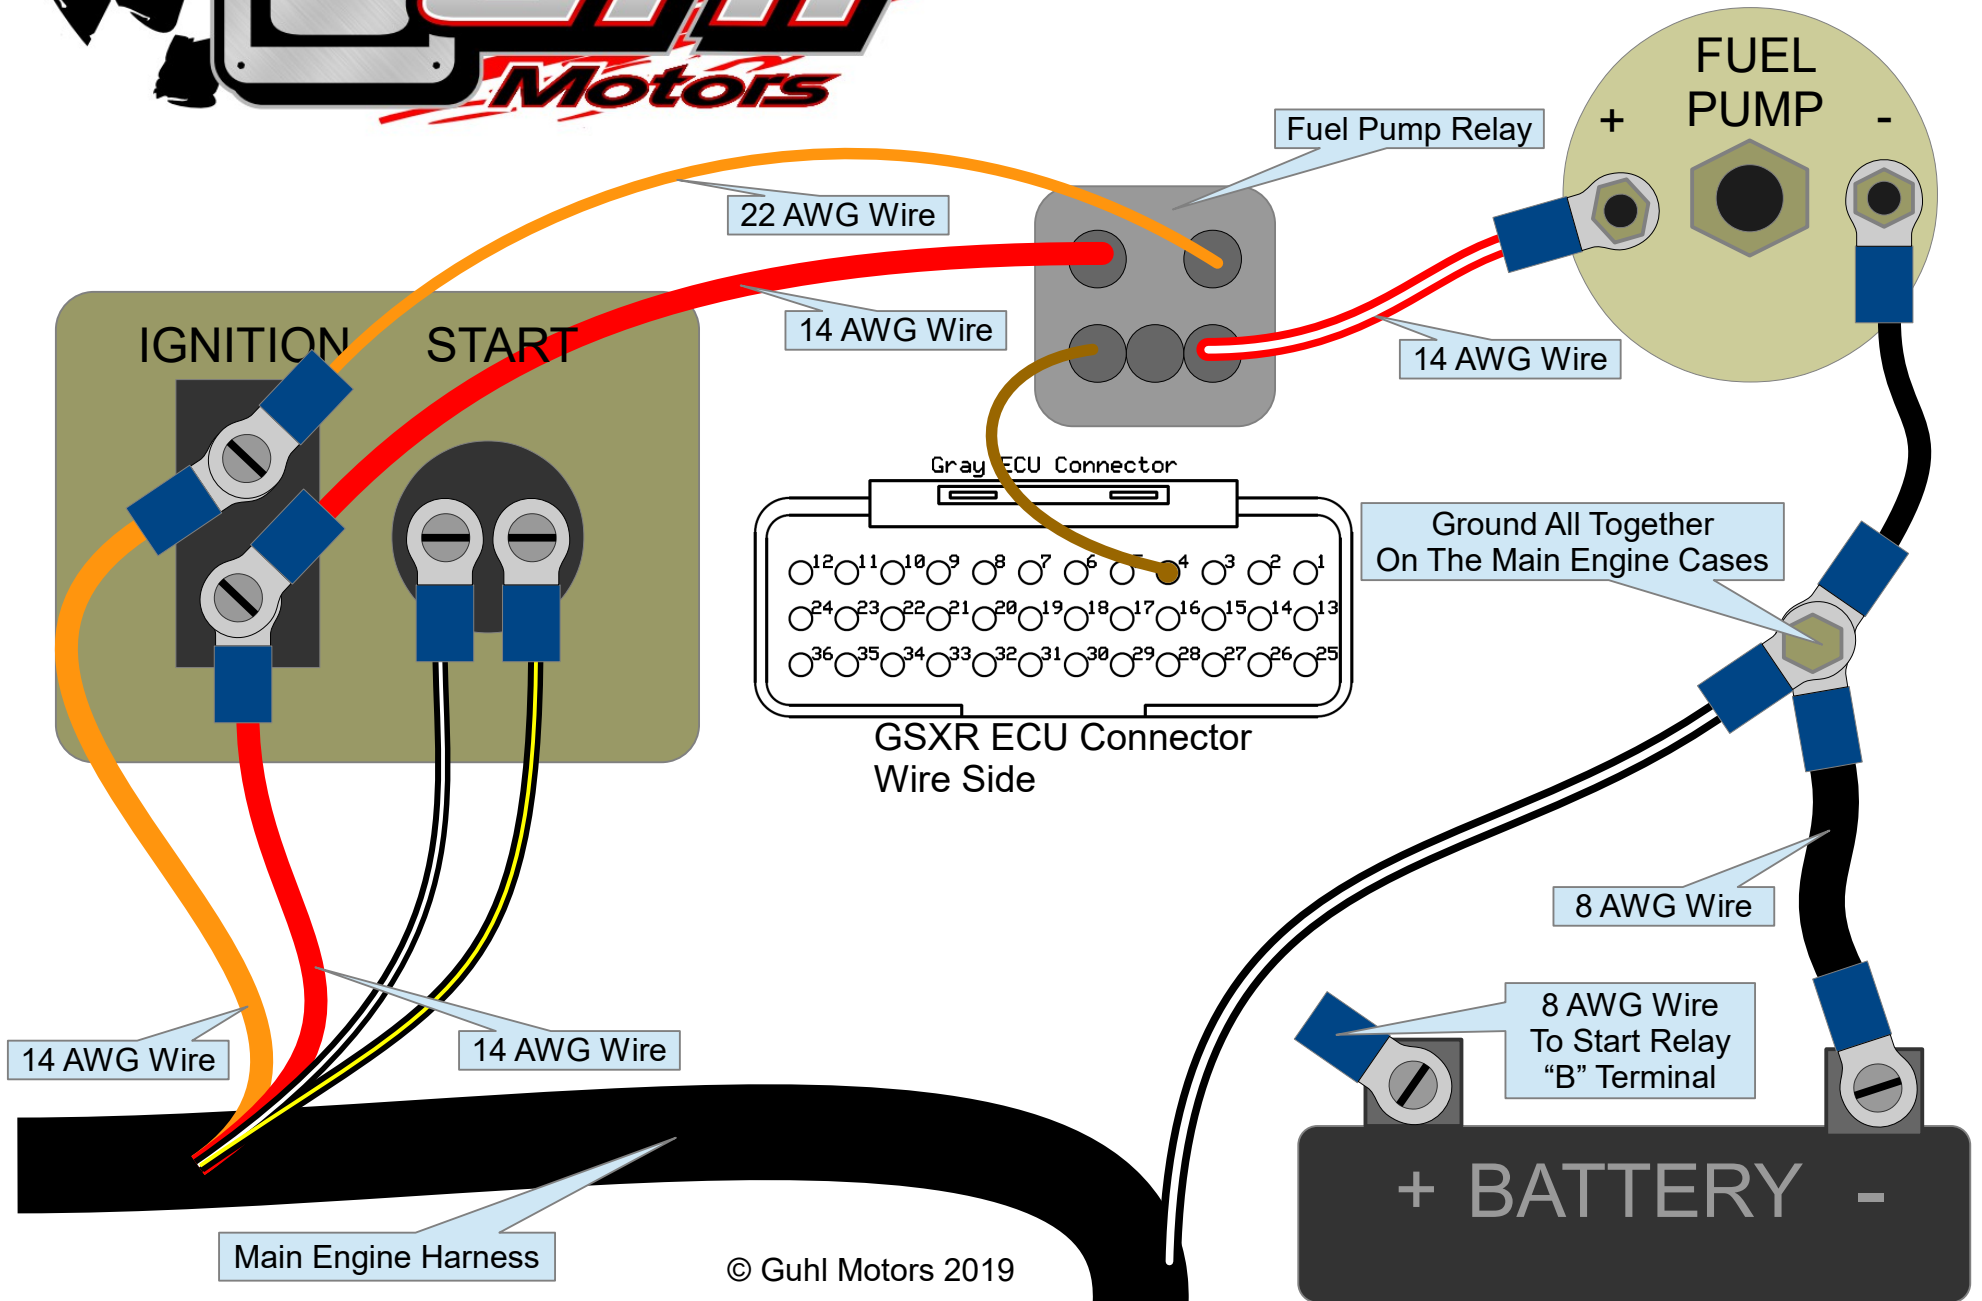 Motors
FUEL
PUMP
+ -
Fuel Pump Relay
22 AWG Wire
14 AWG Wire
14 AWG Wire
IGNITION START
Gray ECU Connector
12 11 10 9 8 7 6 5 4 3 2 1
24 23 22 21 20 19 18 17 16 15 14 13
36 35 34 33 32 31 30 29 28 27 26 25
GSXR ECU Connector
Wire Side
Ground All Together
On The Main Engine Cases
8 AWG Wire
8 AWG Wire
To Start Relay
“B” Terminal
14 AWG Wire
14 AWG Wire
+ BATTERY -
Main Engine Harness
© Guhl Motors 2019